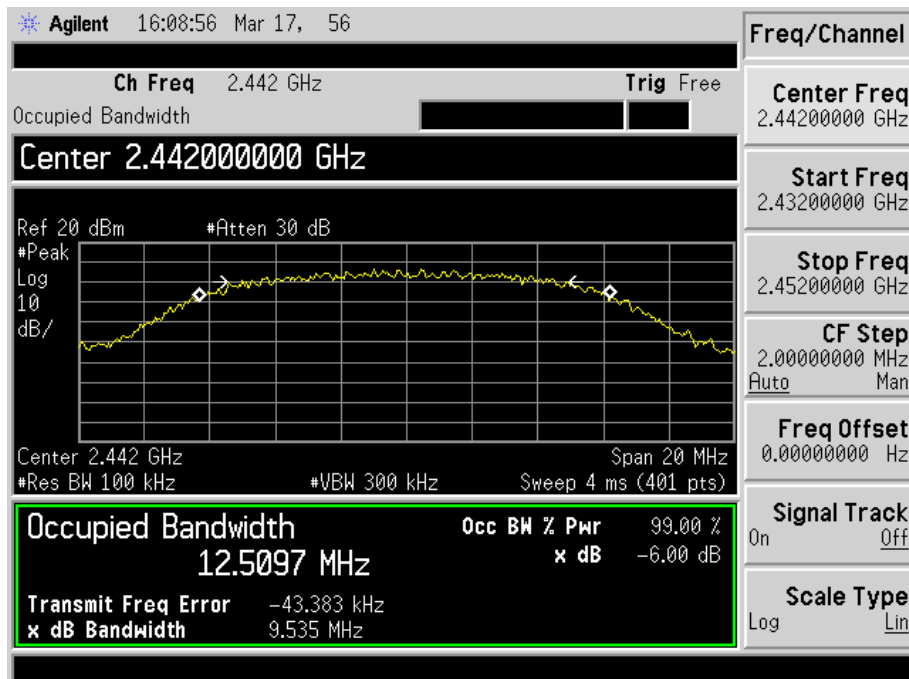 Agilent 16:08:56 Mar 17, 56
Ch Freq 2.442 GHz Trig Free
Occupied Bandwidth
Center 2.442000000 GHz
Ref 20 dBm #Atten 30 dB
#Peak
Log
10
dB/
Center 2.442 GHz Span 20 MHz
#Res BW 100 kHz #VBW 300 kHz Sweep 4 ms (401 pts)
Occupied Bandwidth Occ BW % Pwr 99.00 %
12.5097 MHz x dB -6.00 dB
Transmit Freq Error -43.383 kHz
x dB Bandwidth 9.535 MHz
Freq/Channel
Center Freq
2.44200000 GHz
Start Freq
2.43200000 GHz
Stop Freq
2.45200000 GHz
CF Step
2.00000000 MHz
Auto Man
Freq Offset
0.00000000 Hz
Signal Track
On Off
Scale Type
Log Lin